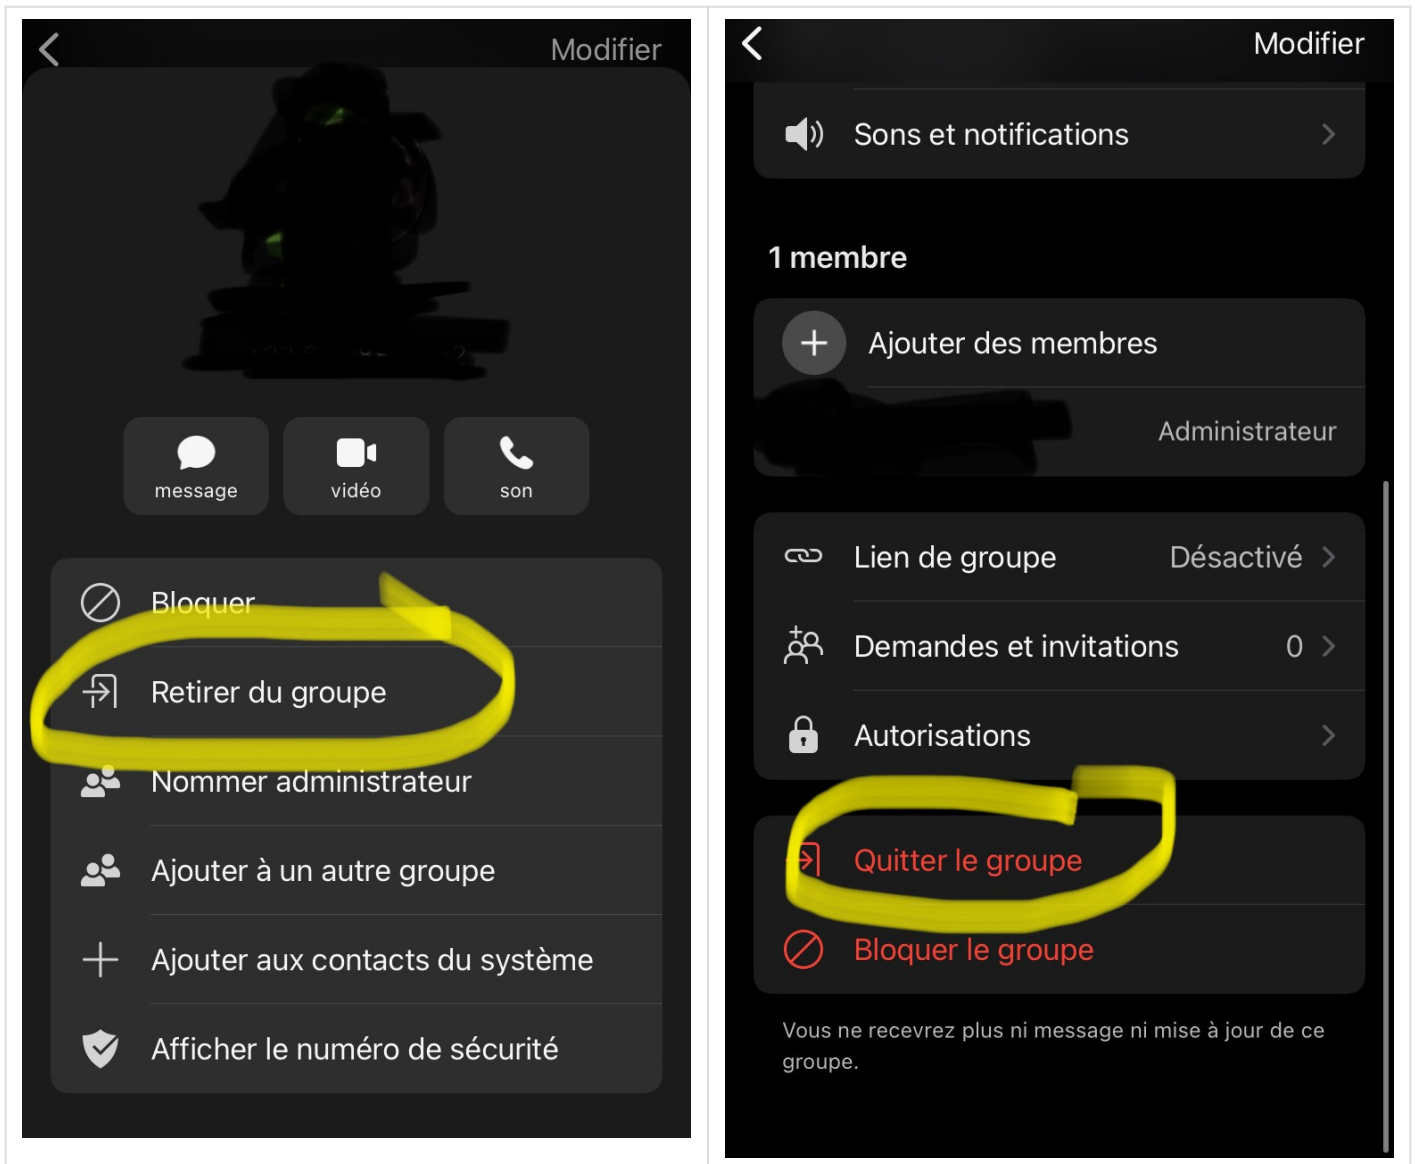 Modifier
message
vidéo
son
Bloquer
Retirer du groupe
Nommer administrateur
Ajouter à un autre groupe
Ajouter aux contacts du système
Afficher le numéro de sécurité
Modifier
Sons et notifications
1 membre
Ajouter des membres
Administrateur
Lien de groupe Désactivé
Demandes et invitations 0
Autorisations
Quitter le groupe
Bloquer le groupe
Vous ne recevrez plus ni message ni mise à jour de ce
groupe.